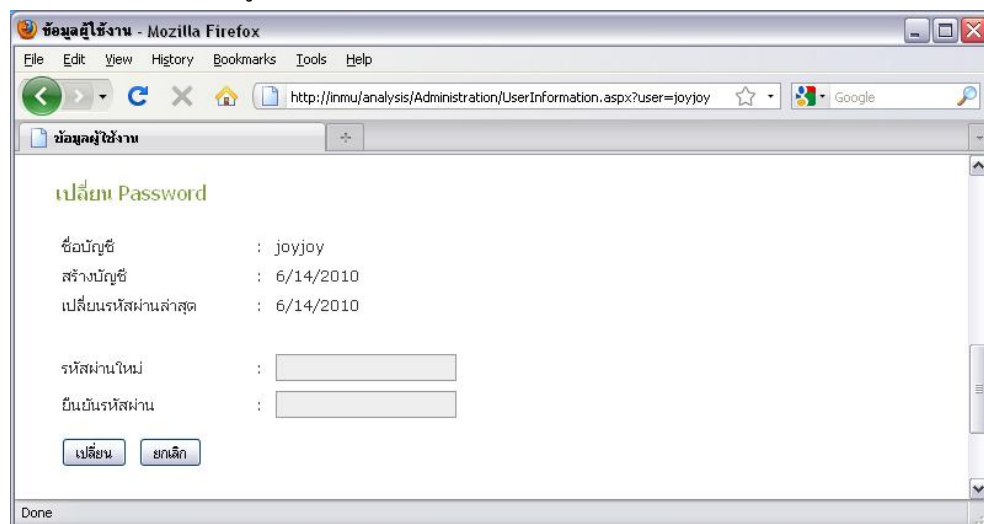 ข้อมูลผู้ใช้งาน - Mozilla Firefox
File Edit View History Bookmarks Tools Help
http://inmu/analysis/Administration/UserInformation.aspx?user=joyjoy Google
ข้อมูลผู้ใช้งาน
เปลี่ยน Password
ชื่อบัญชี : joyjoy
สร้างบัญชี : 6/14/2010
เปลี่ยนรหัสผ่านล่าสุด : 6/14/2010
รหัสผ่านใหม่ :
ยืนยันรหัสผ่าน :
เปลี่ยน ยกเลิก
Done